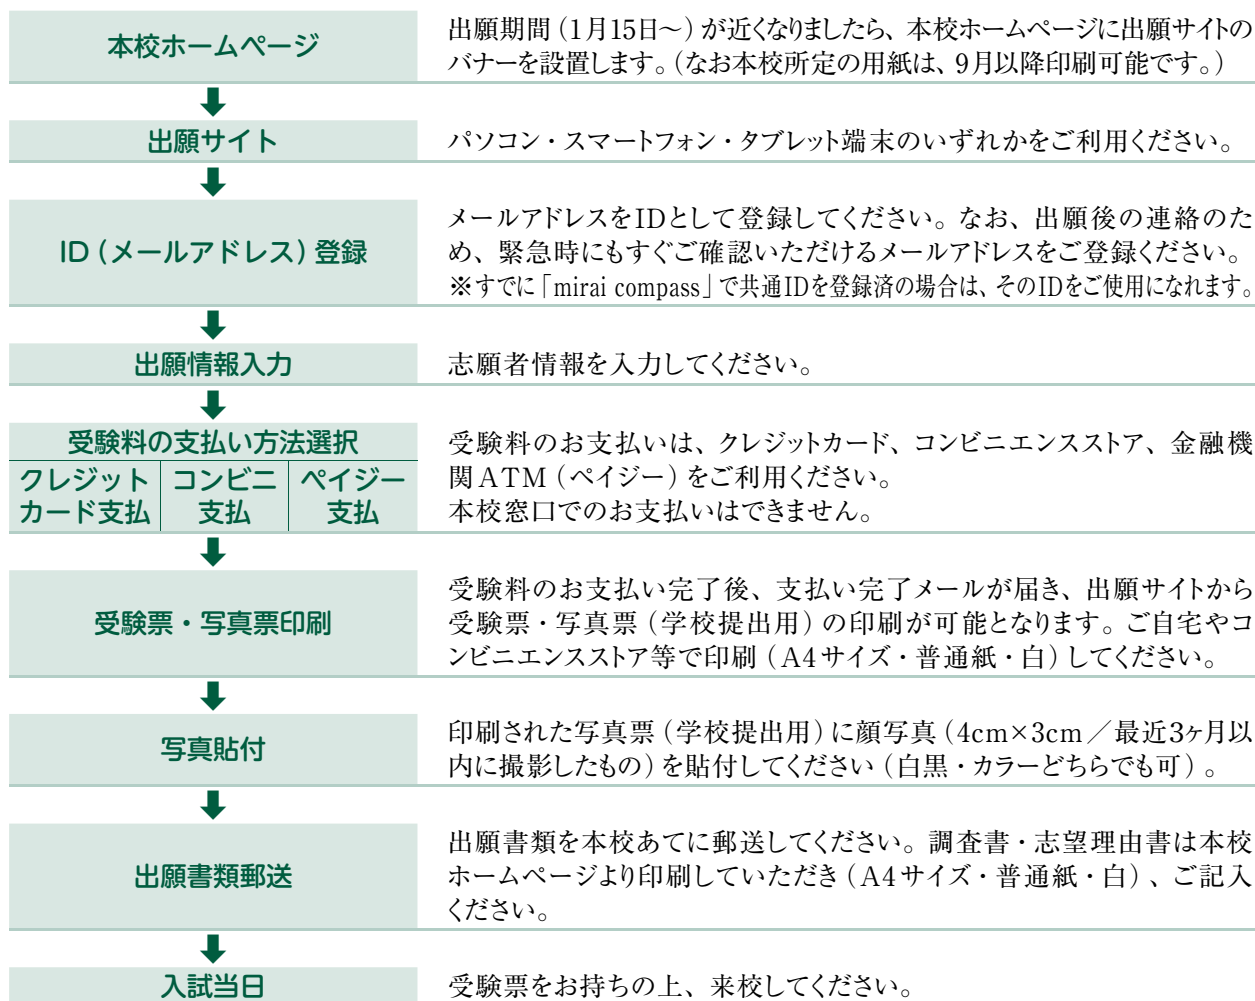 本校ホームページ
出願期間（1月15日～）が近くなりましたら、本校ホームページに出願サイトの
バナーを設置します。（なお本校所定の用紙は、9月以降印刷可能です。）
出願サイト
パソコン・スマートフォン・タブレット端末のいずれかをご利用ください。
ID（メールアドレス）登録
メールアドレスをIDとして登録してください。なお、出願後の連絡のた
め、緊急時にもすぐご確認いただけるメールアドレスをご登録ください。
※すでに「mirai compass」で共通IDを登録済の場合は、そのIDをご使用になれます。
出願情報入力
志願者情報を入力してください。
受験料の支払い方法選択
クレジット
カード支払
コンビニ
支払
ペイジー
支払
受験料のお支払いは、クレジットカード、コンビニエンスストア、金融機
関ATM（ペイジー）をご利用ください。
本校窓口でのお支払いはできません。
受験票・写真票印刷
受験料のお支払い完了後、支払い完了メールが届き、出願サイトから
受験票・写真票（学校提出用）の印刷が可能となります。ご自宅やコ
ンビニエンスストア等で印刷（A4サイズ・普通紙・白）してください。
写真貼付
印刷された写真票（学校提出用）に顔写真（4cm×3cm／最近3ヶ月以
内に撮影したもの）を貼付してください（白黒・カラーどちらでも可）。
出願書類郵送
出願書類を本校あてに郵送してください。調査書・志望理由書は本校
ホームページより印刷していただき（A4サイズ・普通紙・白）、ご記入
ください。
入試当日
受験票をお持ちの上、来校してください。